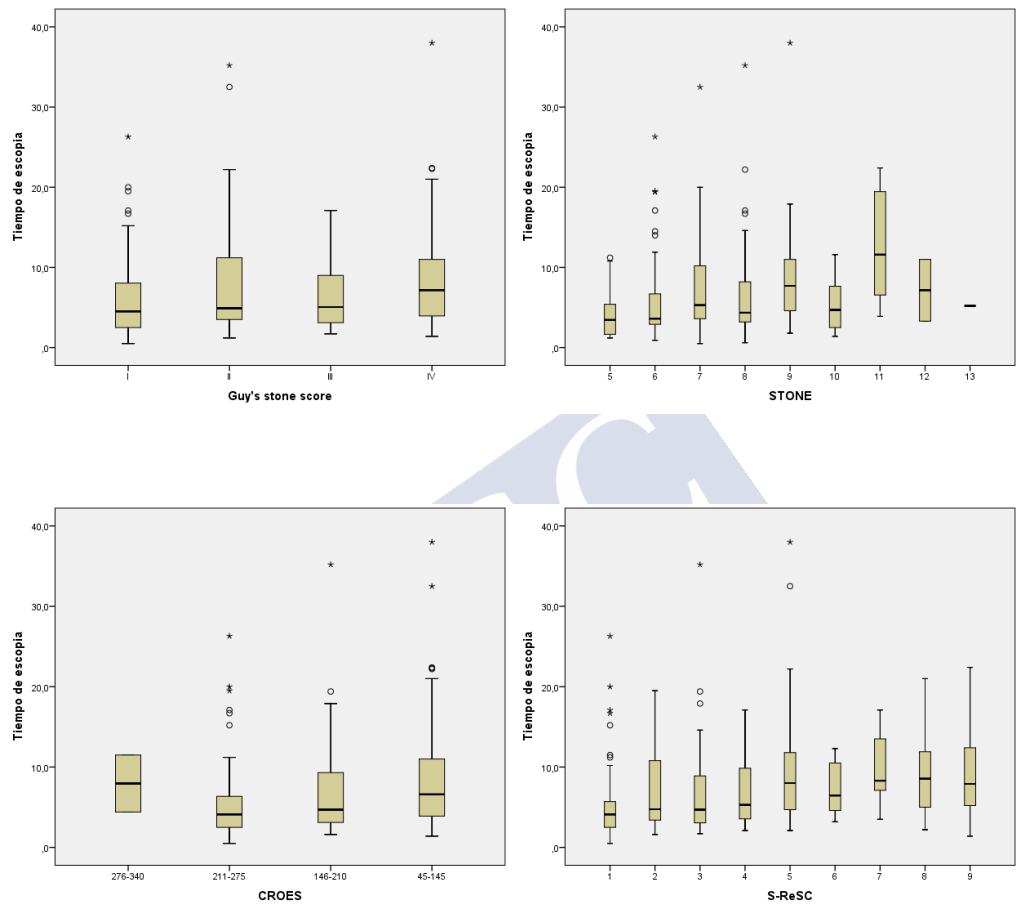 40,0
30,0
20,0
10,0
,0
Tiempo de escopia
I II III IV
Guy's stone score
40,0
30,0
20,0
10,0
,0
Tiempo de escopia
5 6 7 8 9 10 11 12 13
STONE
40,0
30,0
20,0
10,0
,0
Tiempo de escopia
276-340 211-275 146-210 45-145
CROES
40,0
30,0
20,0
10,0
,0
Tiempo de escopia
1 2 3 4 5 6 7 8 9
S-ReSC